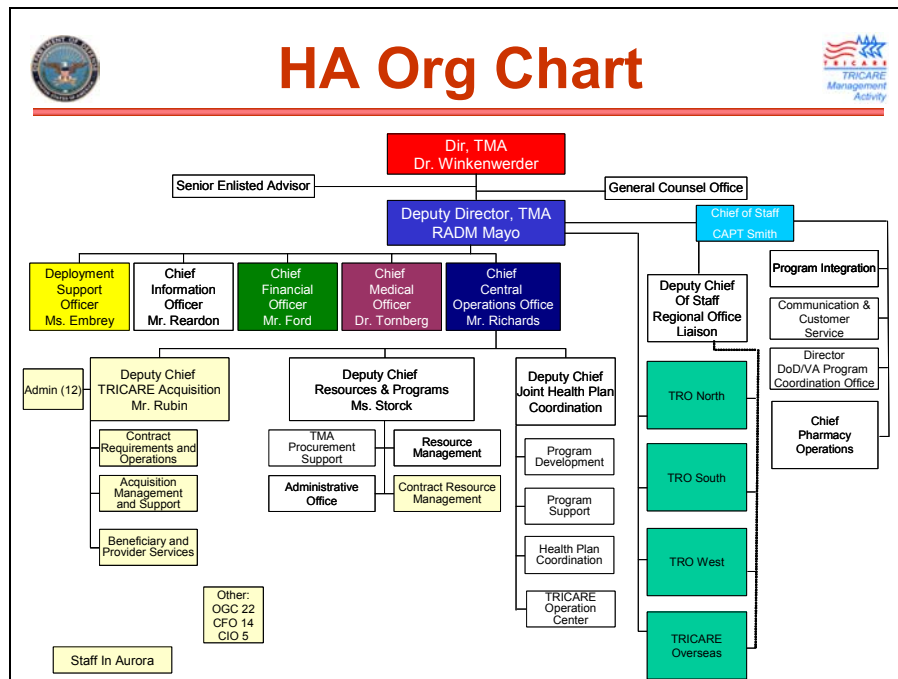 HA Org Chart
DEPARTMENT OF DEFENSE
UNITED STATES OF AMERICA
TRICARE
TRICARE
Management
Activity
Dir, TMA
Dr. Winkenwerder
Senior Enlisted Advisor
General Counsel Office
Deputy Director, TMA
RADM Mayo
Chief of Staff
CAPT Smith
Deployment
Support
Officer
Ms. Embrey
Chief
Information
Officer
Mr. Reardon
Chief
Financial
Officer
Mr. Ford
Chief
Medical
Officer
Dr. Tornberg
Chief
Central
Operations Office
Mr. Richards
Deputy Chief
Of Staff
Regional Office
Liaison
Program Integration
Communication &
Customer
Service
Director
DoD/VA Program
Coordination Office
Chief
Pharmacy
Operations
Admin (12)
Deputy Chief
TRICARE Acquisition
Mr. Rubin
Deputy Chief
Resources & Programs
Ms. Storck
Deputy Chief
Joint Health Plan
Coordination
Contract
Requirements and
Operations
Acquisition
Management
and Support
Beneficiary and
Provider Services
TMA
Procurement
Support
Resource
Management
Administrative
Office
Contract Resource
Management
Program
Development
Program
Support
Health Plan
Coordination
TRICARE
Operation
Center
TRO North
TRO South
TRO West
TRICARE
Overseas
Other:
OGC 22
CFO 14
CIO 5
Staff In Aurora